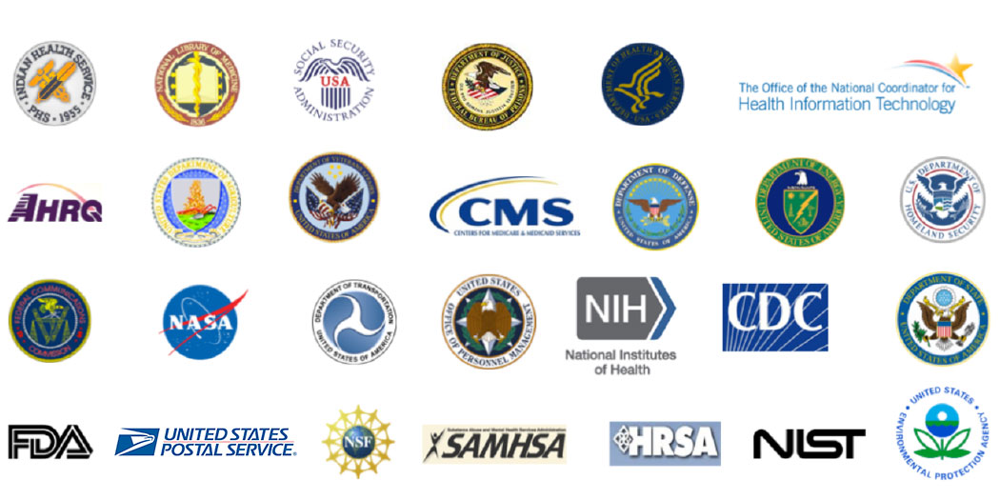 INDIAN HEALTH SERVICE
PHS • 1955
NATIONAL LIBRARY OF MEDICINE
1836
SOCIAL SECURITY
USA
ADMINISTRATION
DEPARTMENT OF JUSTICE
FEDERAL BUREAU OF PRISONS
DEPARTMENT OF HEALTH & HUMAN SERVICES • USA
The Office of the National Coordinator for
Health Information Technology
AHRQ
DEPARTMENT OF VETERANS AFFAIRS
UNITED STATES OF AMERICA
CMS
CENTERS FOR MEDICARE & MEDICAID SERVICES
DEPARTMENT OF DEFENSE
UNITED STATES OF AMERICA
DEPARTMENT OF ENERGY
UNITED STATES OF AMERICA
U.S. DEPARTMENT OF
HOMELAND SECURITY
FEDERAL COMMUNICATIONS
COMMISSION
NASA
DEPARTMENT OF TRANSPORTATION
UNITED STATES OF AMERICA
UNITED STATES
OFFICE OF PERSONNEL MANAGEMENT
NIH
National Institutes
of Health
CDC
DEPARTMENT OF STATE
UNITED STATES OF AMERICA
FDA
UNITED STATES
POSTAL SERVICE®
NSF
Substance Abuse and Mental Health Services Administration
SAMHSA
HRSA
NIST
UNITED STATES
ENVIRONMENTAL PROTECTION AGENCY